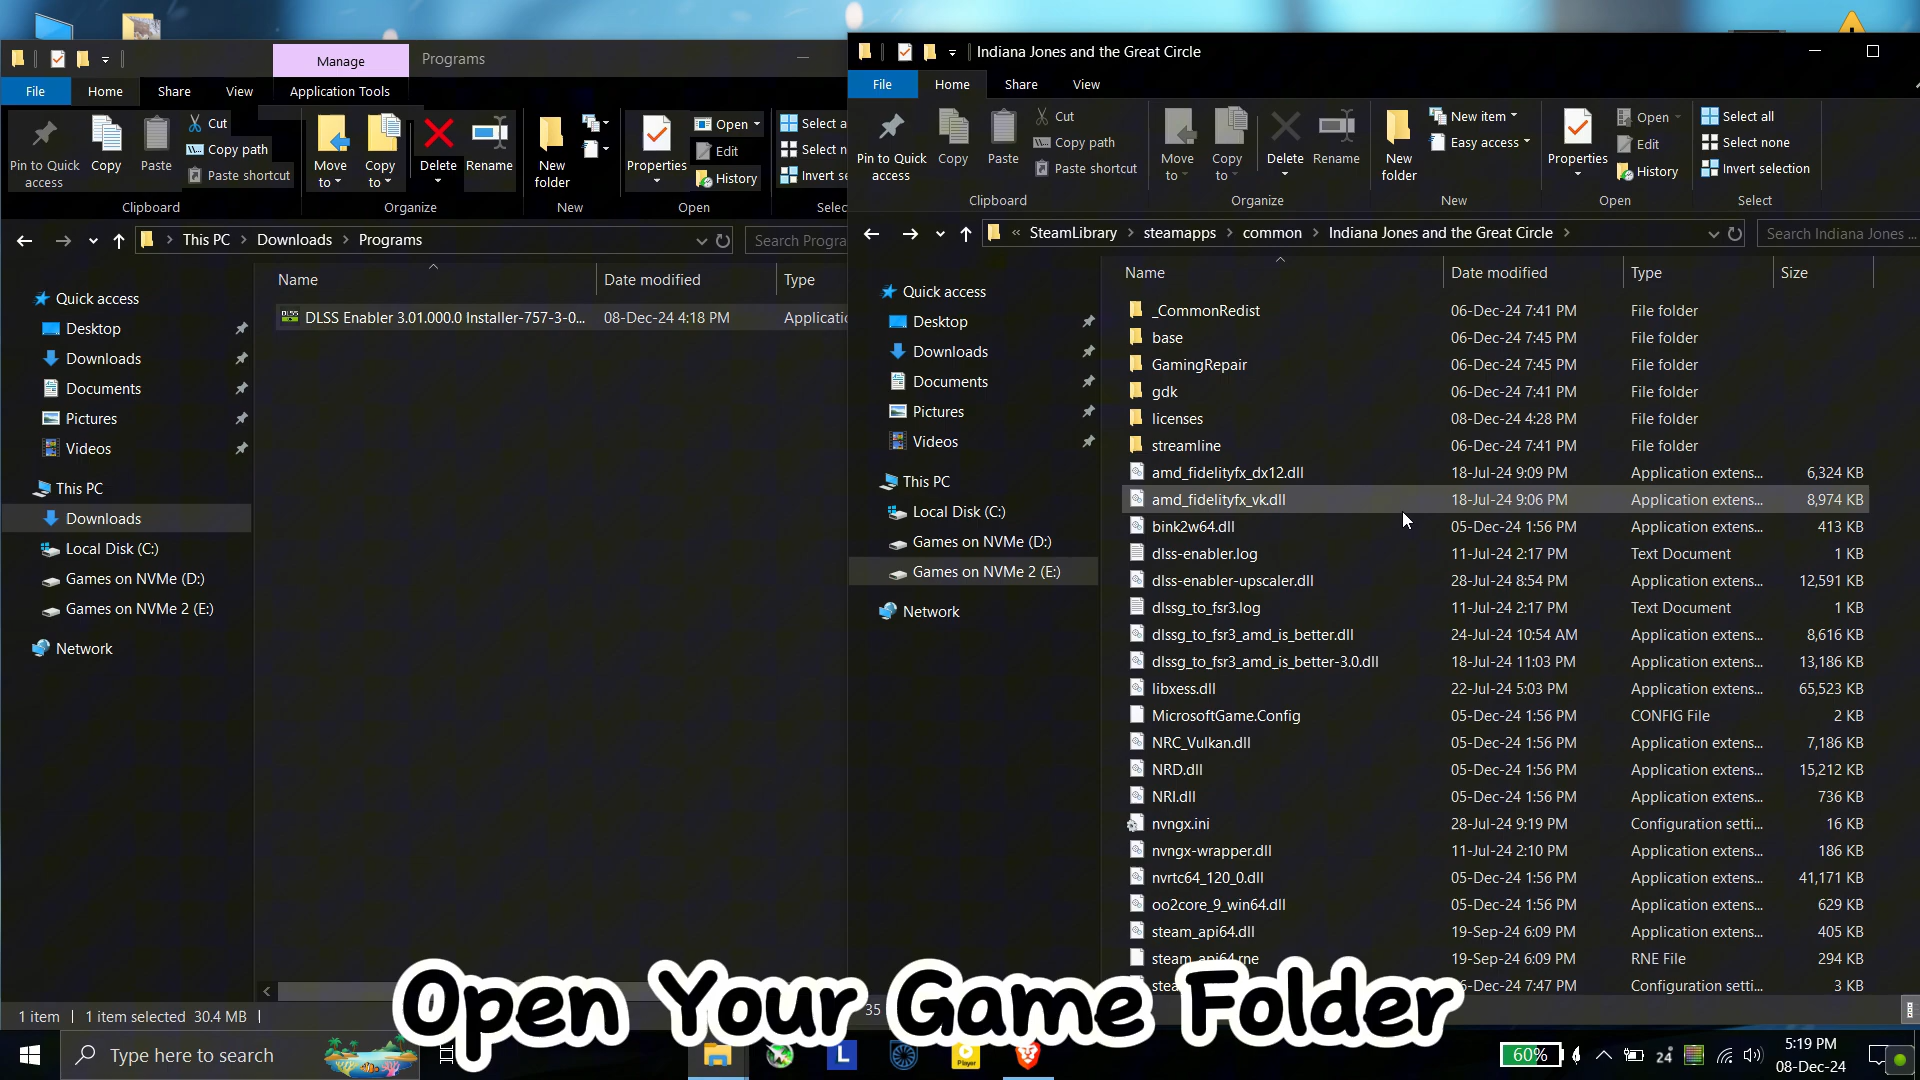 Manage
Programs
File
Home
Share
View
Application Tools
Pin to Quick access
Copy
Paste
Cut
Copy path
Paste shortcut
Move to
Copy to
Delete
Rename
New folder
Properties
Open
Edit
History
Select a
Select n
Invert se
Clipboard
Organize
New
Open
Selec
This PC
Downloads
Programs
Search Progra
Name
Date modified
Type
DLSS Enabler 3.01.000.0 Installer-757-3-0...
08-Dec-24 4:18 PM
Applicatic
Quick access
Desktop
Downloads
Documents
Pictures
Videos
This PC
Downloads
Local Disk (C:)
Games on NVMe (D:)
Games on NVMe 2 (E:)
Network
1 item
1 item selected 30.4 MB
Indiana Jones and the Great Circle
File
Home
Share
View
Pin to Quick access
Copy
Paste
Cut
Copy path
Paste shortcut
Move to
Copy to
Delete
Rename
New folder
New item
Easy access
Properties
Open
Edit
History
Select all
Select none
Invert selection
Clipboard
Organize
New
Open
Select
« SteamLibrary
steamapps
common
Indiana Jones and the Great Circle
Search Indiana Jones ...
Quick access
Desktop
Downloads
Documents
Pictures
Videos
This PC
Local Disk (C:)
Games on NVMe (D:)
Games on NVMe 2 (E:)
Network
Name Date modified Type Size
_CommonRedist 06-Dec-24 7:41 PM File folder
base 06-Dec-24 7:45 PM File folder
GamingRepair 06-Dec-24 7:45 PM File folder
gdk 06-Dec-24 7:41 PM File folder
licenses 08-Dec-24 4:28 PM File folder
streamline 06-Dec-24 7:41 PM File folder
amd_fidelityfx_dx12.dll 18-Jul-24 9:09 PM Application extens... 6,324 KB
amd_fidelityfx_vk.dll 18-Jul-24 9:06 PM Application extens... 8,974 KB
bink2w64.dll 05-Dec-24 1:56 PM Application extens... 413 KB
dlss-enabler.log 11-Jul-24 2:17 PM Text Document 1 KB
dlss-enabler-upscaler.dll 28-Jul-24 8:54 PM Application extens... 12,591 KB
dlssg_to_fsr3.log 11-Jul-24 2:17 PM Text Document 1 KB
dlssg_to_fsr3_amd_is_better.dll 24-Jul-24 10:54 AM Application extens... 8,616 KB
dlssg_to_fsr3_amd_is_better-3.0.dll 18-Jul-24 11:03 PM Application extens... 13,186 KB
libxess.dll 22-Jul-24 5:03 PM Application extens... 65,523 KB
MicrosoftGame.Config 05-Dec-24 1:56 PM CONFIG File 2 KB
NRC_Vulkan.dll 05-Dec-24 1:56 PM Application extens... 7,186 KB
NRD.dll 05-Dec-24 1:56 PM Application extens... 15,212 KB
NRI.dll 05-Dec-24 1:56 PM Application extens... 736 KB
nvngx.ini 28-Jul-24 9:19 PM Configuration setti... 16 KB
nvngx-wrapper.dll 11-Jul-24 2:10 PM Application extens... 186 KB
nvrtc64_120_0.dll 05-Dec-24 1:56 PM Application extens... 41,171 KB
oo2core_9_win64.dll 05-Dec-24 1:56 PM Application extens... 629 KB
steam_api64.dll 19-Sep-24 6:09 PM Application extens... 405 KB
steam_api64.rne 19-Sep-24 6:09 PM RNE File 294 KB
6-Dec-24 7:47 PM Configuration setti... 3 KB
35
Open Your Game Folder
Type here to search
L
Player
60%
24
5:19 PM
08-Dec-24